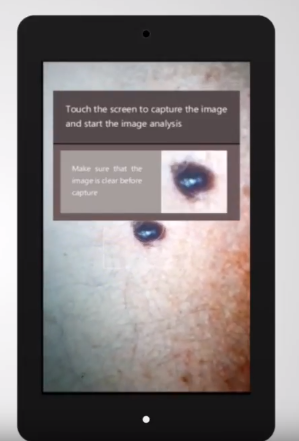 Touch the screen to capture the image
and start the image analysis
Make sure that the
image is clear before
capture